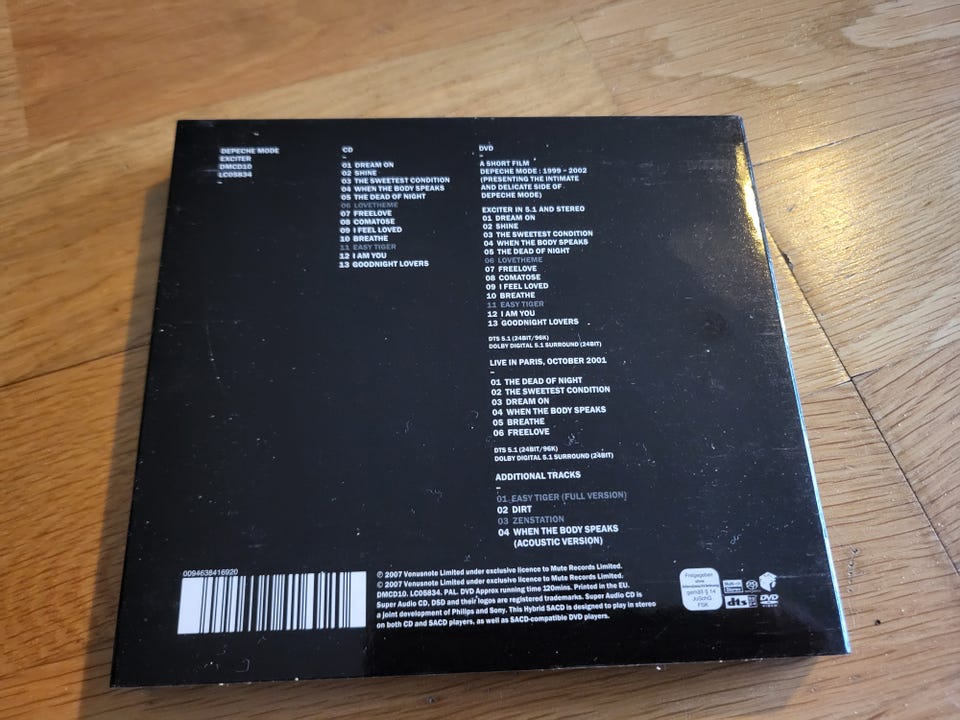 DEPECHE MODE
EXCITER
DMCD10
LC05834
CD
–
01 DREAM ON
02 SHINE
03 THE SWEETEST CONDITION
04 WHEN THE BODY SPEAKS
05 THE DEAD OF NIGHT
06 LOVETHEME
07 FREELOVE
08 COMATOSE
09 I FEEL LOVED
10 BREATHE
11 EASY TIGER
12 I AM YOU
13 GOODNIGHT LOVERS
DVD
–
A SHORT FILM
DEPECHE MODE : 1999 – 2002
(PRESENTING THE INTIMATE
AND DELICATE SIDE OF
DEPECHE MODE)
EXCITER IN 5.1 AND STEREO
01 DREAM ON
02 SHINE
03 THE SWEETEST CONDITION
04 WHEN THE BODY SPEAKS
05 THE DEAD OF NIGHT
06 LOVETHEME
07 FREELOVE
08 COMATOSE
09 I FEEL LOVED
10 BREATHE
11 EASY TIGER
12 I AM YOU
13 GOODNIGHT LOVERS
DTS 5.1 (24BIT/96K)
DOLBY DIGITAL 5.1 SURROUND (24BIT)
LIVE IN PARIS, OCTOBER 2001
–
01 THE DEAD OF NIGHT
02 THE SWEETEST CONDITION
03 DREAM ON
04 WHEN THE BODY SPEAKS
05 BREATHE
06 FREELOVE
DTS 5.1 (24BIT/96K)
DOLBY DIGITAL 5.1 SURROUND (24BIT)
ADDITIONAL TRACKS
–
01 EASY TIGER (FULL VERSION)
02 DIRT
03 ZENSTATION
04 WHEN THE BODY SPEAKS
(ACOUSTIC VERSION)
0094638416920
℗ 2007 Venusnote Limited under exclusive licence to Mute Records Limited.
© 2007 Venusnote Limited under exclusive licence to Mute Records Limited.
DMCD10. LC05834. PAL. DVD Approx running time 120mins. Printed in the EU.
Super Audio CD, DSD and their logos are registered trademarks. Super Audio CD is
a joint development of Philips and Sony. This Hybrid SACD is designed to play in stereo
on both CD and SACD players, as well as SACD-compatible DVD players.
Freigegeben
ohne
Altersbeschränkung
gemäß § 14
JuSchG
FSK
dts
DVD
VIDEO